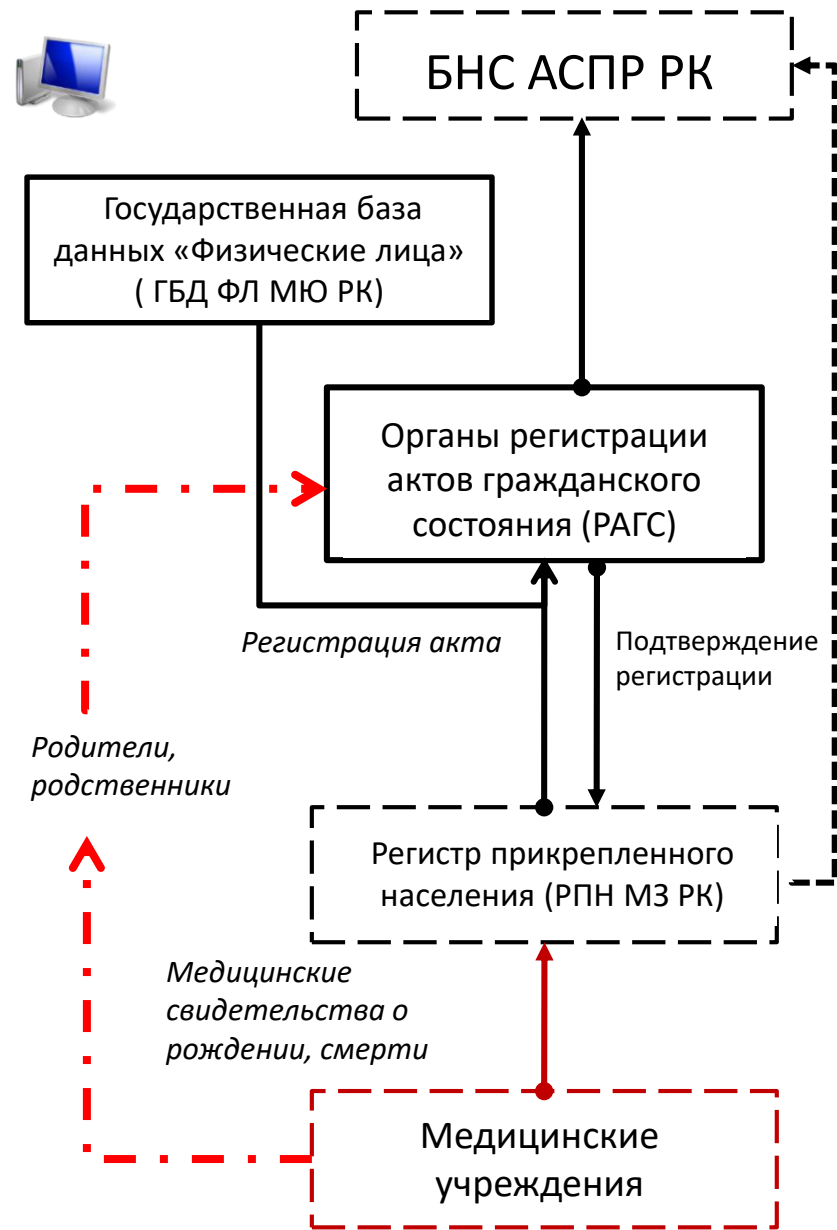 БНС АСПР РК
Государственная база
данных «Физические лица»
( ГБД ФЛ МЮ РК)
Органы регистрации
актов гражданского
состояния (РАГС)
Регистрация акта
Подтверждение
регистрации
Родители,
родственники
Регистр прикрепленного
населения (РПН МЗ РК)
Медицинские
свидетельства о
рождении, смерти
Медицинские
учреждения